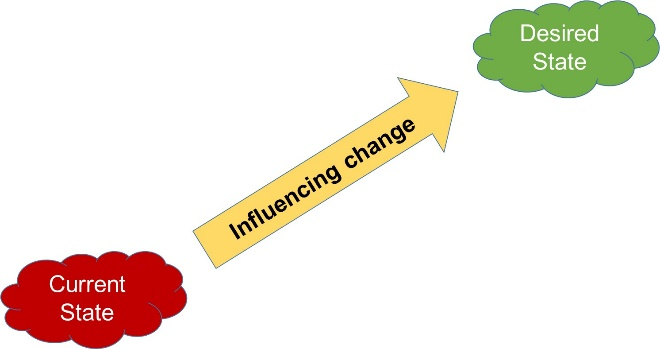 Desired
State
Influencing change
Current
State